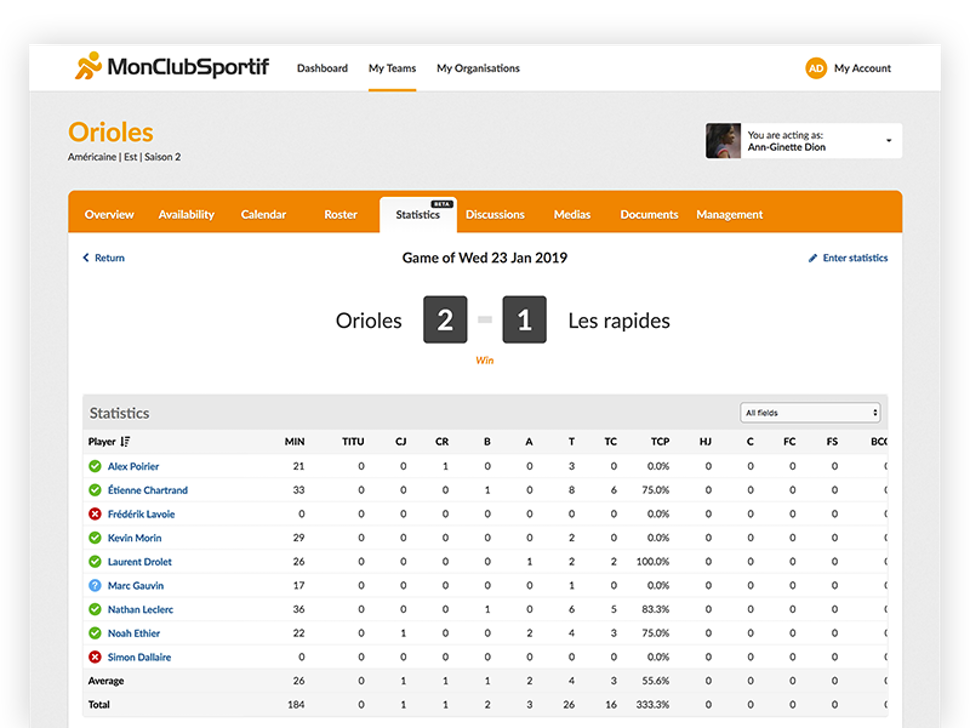 MonClubSportif Dashboard My Teams My Organisations AD My Account
Orioles
Américaine | Est | Saison 2
You are acting as:
Ann-Ginette Dion
Overview Availability Calendar Roster Statistics BETA Discussions Medias Documents Management
Return Game of Wed 23 Jan 2019 Enter statistics
Orioles 2 - 1 Les rapides
Win
Statistics All fields
Player MIN TITU CJ CR B A T TC TCP HJ C FC FS BC
Alex Poirier 21 0 0 1 0 0 3 0 0.0% 0 0 0 0
Étienne Chartrand 33 0 0 0 1 0 8 6 75.0% 0 0 0 0
Frédérik Lavoie 0 0 0 0 0 0 0 0 0.0% 0 0 0 0
Kevin Morin 29 0 0 0 0 0 2 0 0.0% 0 0 0 0
Laurent Drolet 26 0 0 0 0 1 2 2 100.0% 0 0 0 0
? Marc Gauvin 17 0 0 0 0 0 1 0 0.0% 0 0 0 0
Nathan Leclerc 36 0 0 0 1 0 6 5 83.3% 0 0 0 0
Noah Ethier 22 0 1 0 0 2 4 3 75.0% 0 0 0 0
Simon Dallaire 0 0 0 0 0 0 0 0 0.0% 0 0 0 0
Average 26 0 1 1 1 2 4 3 55.6% 0 0 0 0
Total 184 0 1 1 2 3 26 16 333.3% 0 0 0 0